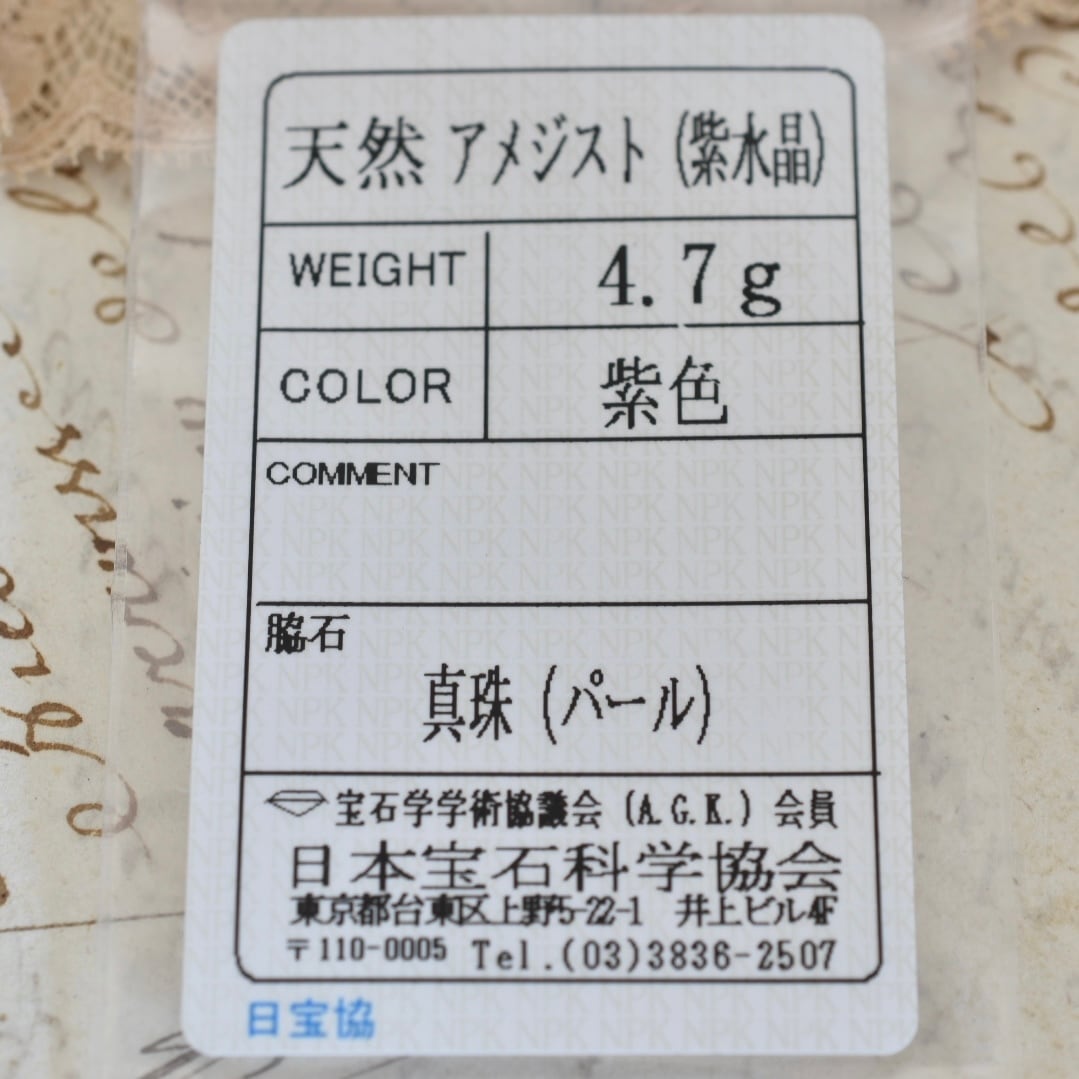 天然 アメジスト (紫水晶)
WEIGHT 4.7g
COLOR 紫色
COMMENT
脇石
真珠 (パール)
宝石学学術協議会 (A.G.K.) 会員
日本宝石科学協会
東京都台東区上野5-22-1 井上ビル4F
〒110-0005 Tel.(03)3836-2507
日宝協